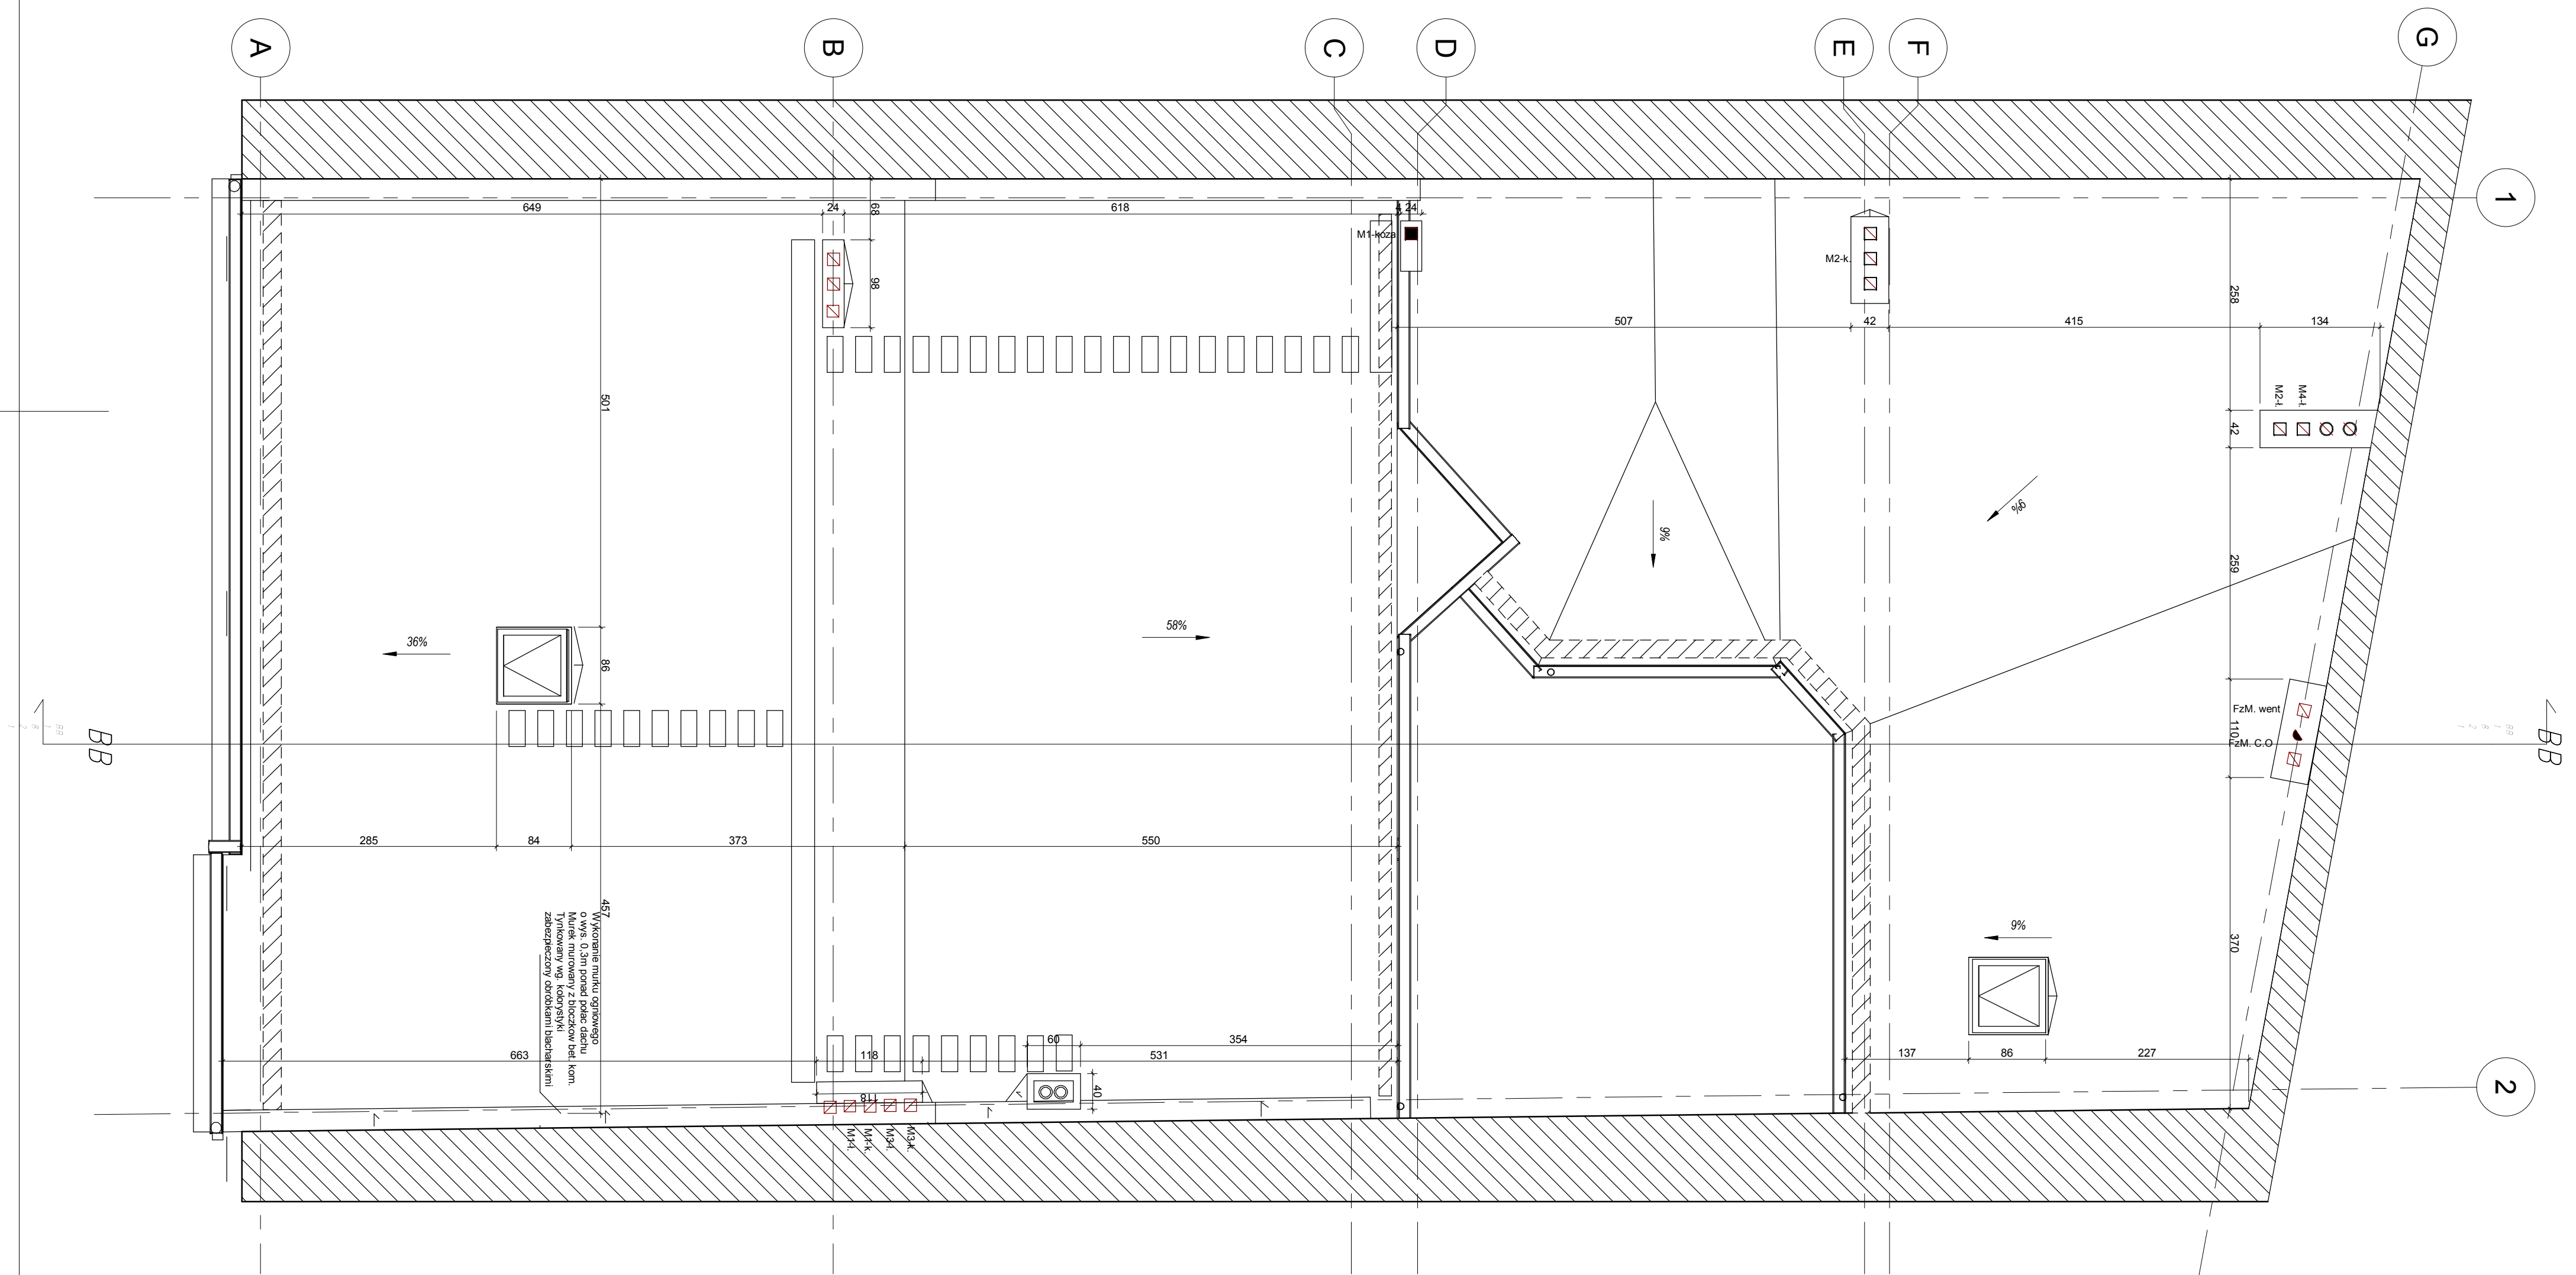 A
B
C
D
E
F
G
1
649
24
68
618
4
24
M1-koza
M2-k.
98
258
507
42
415
134
M2-Ł
M4-Ł
42
501
9%
9%
259
36%
86
58%
FzM. went
110
FzM. C.O
BB
BB
285
84
373
550
457
9%
370
Wykonanie murku ogniowego
o wys. 0,3m ponad połac dachu
Murek murowany z bloczków bet. kom.
Tynkowany wg. kolorystyki
zabezpieczony obróbkami blacharskimi
663
118
60
354
531
137
86
227
118
40
2
M1-ł.
M1-k
M3-ł.
M3-k.